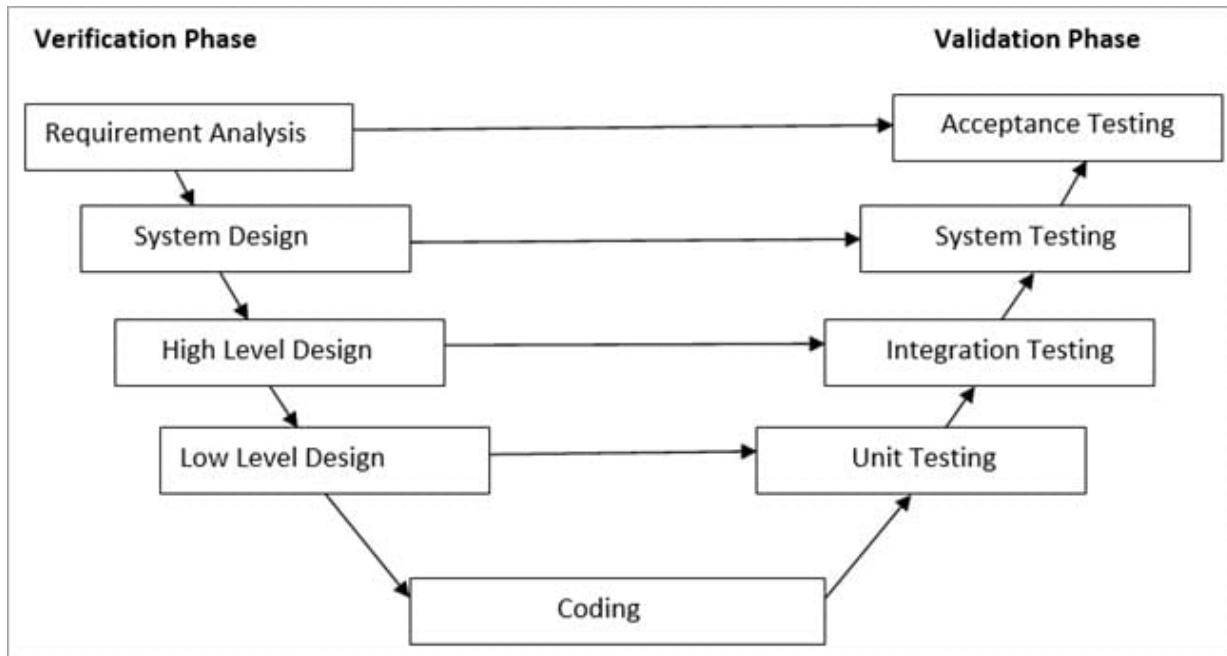 Verification Phase
Validation Phase
Requirement Analysis
Acceptance Testing
System Design
System Testing
High Level Design
Integration Testing
Low Level Design
Unit Testing
Coding